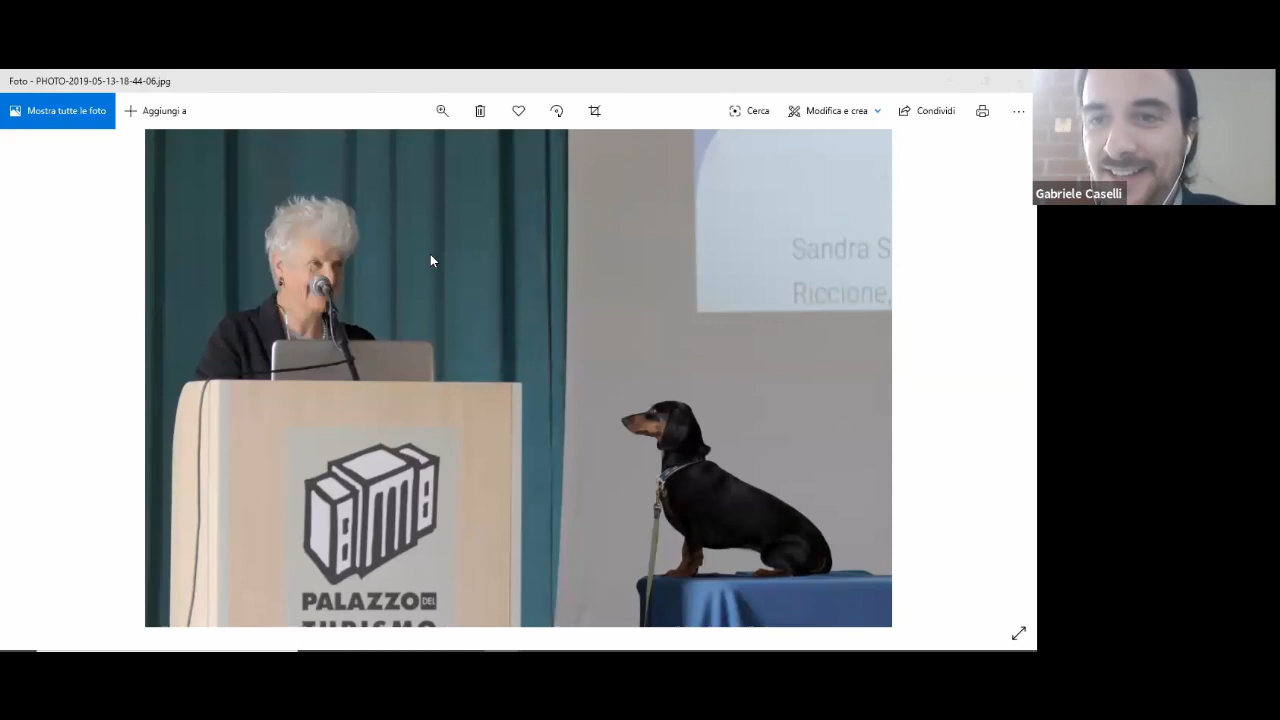 Foto - PHOTO-2019-05-13-18-44-06.jpg
Mostra tutte le foto
Aggiungi a
Cerca
Modifica e crea
Condividi
Gabriele Caselli
Sandra S
Riccione,
PALAZZO DEL
TURISMO